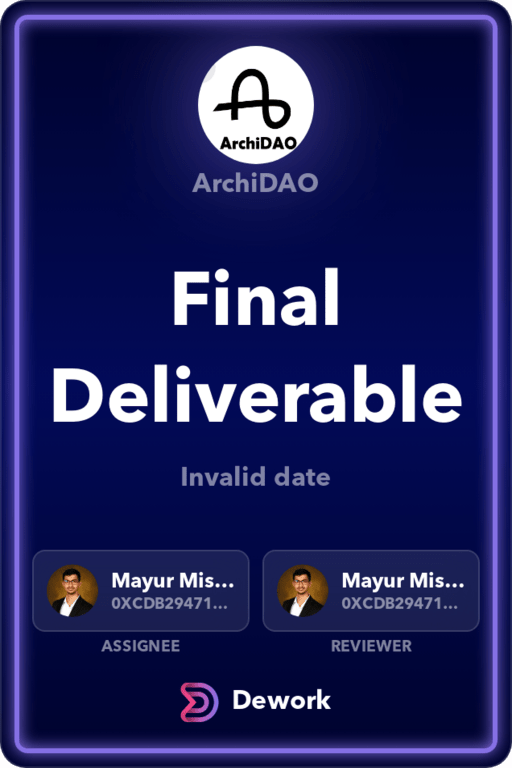 ArchiDAO
ArchiDAO
Final
Deliverable
Invalid date
Mayur Mis...
0XCDB29471...
ASSIGNEE
Mayur Mis...
0XCDB29471...
REVIEWER
Dework